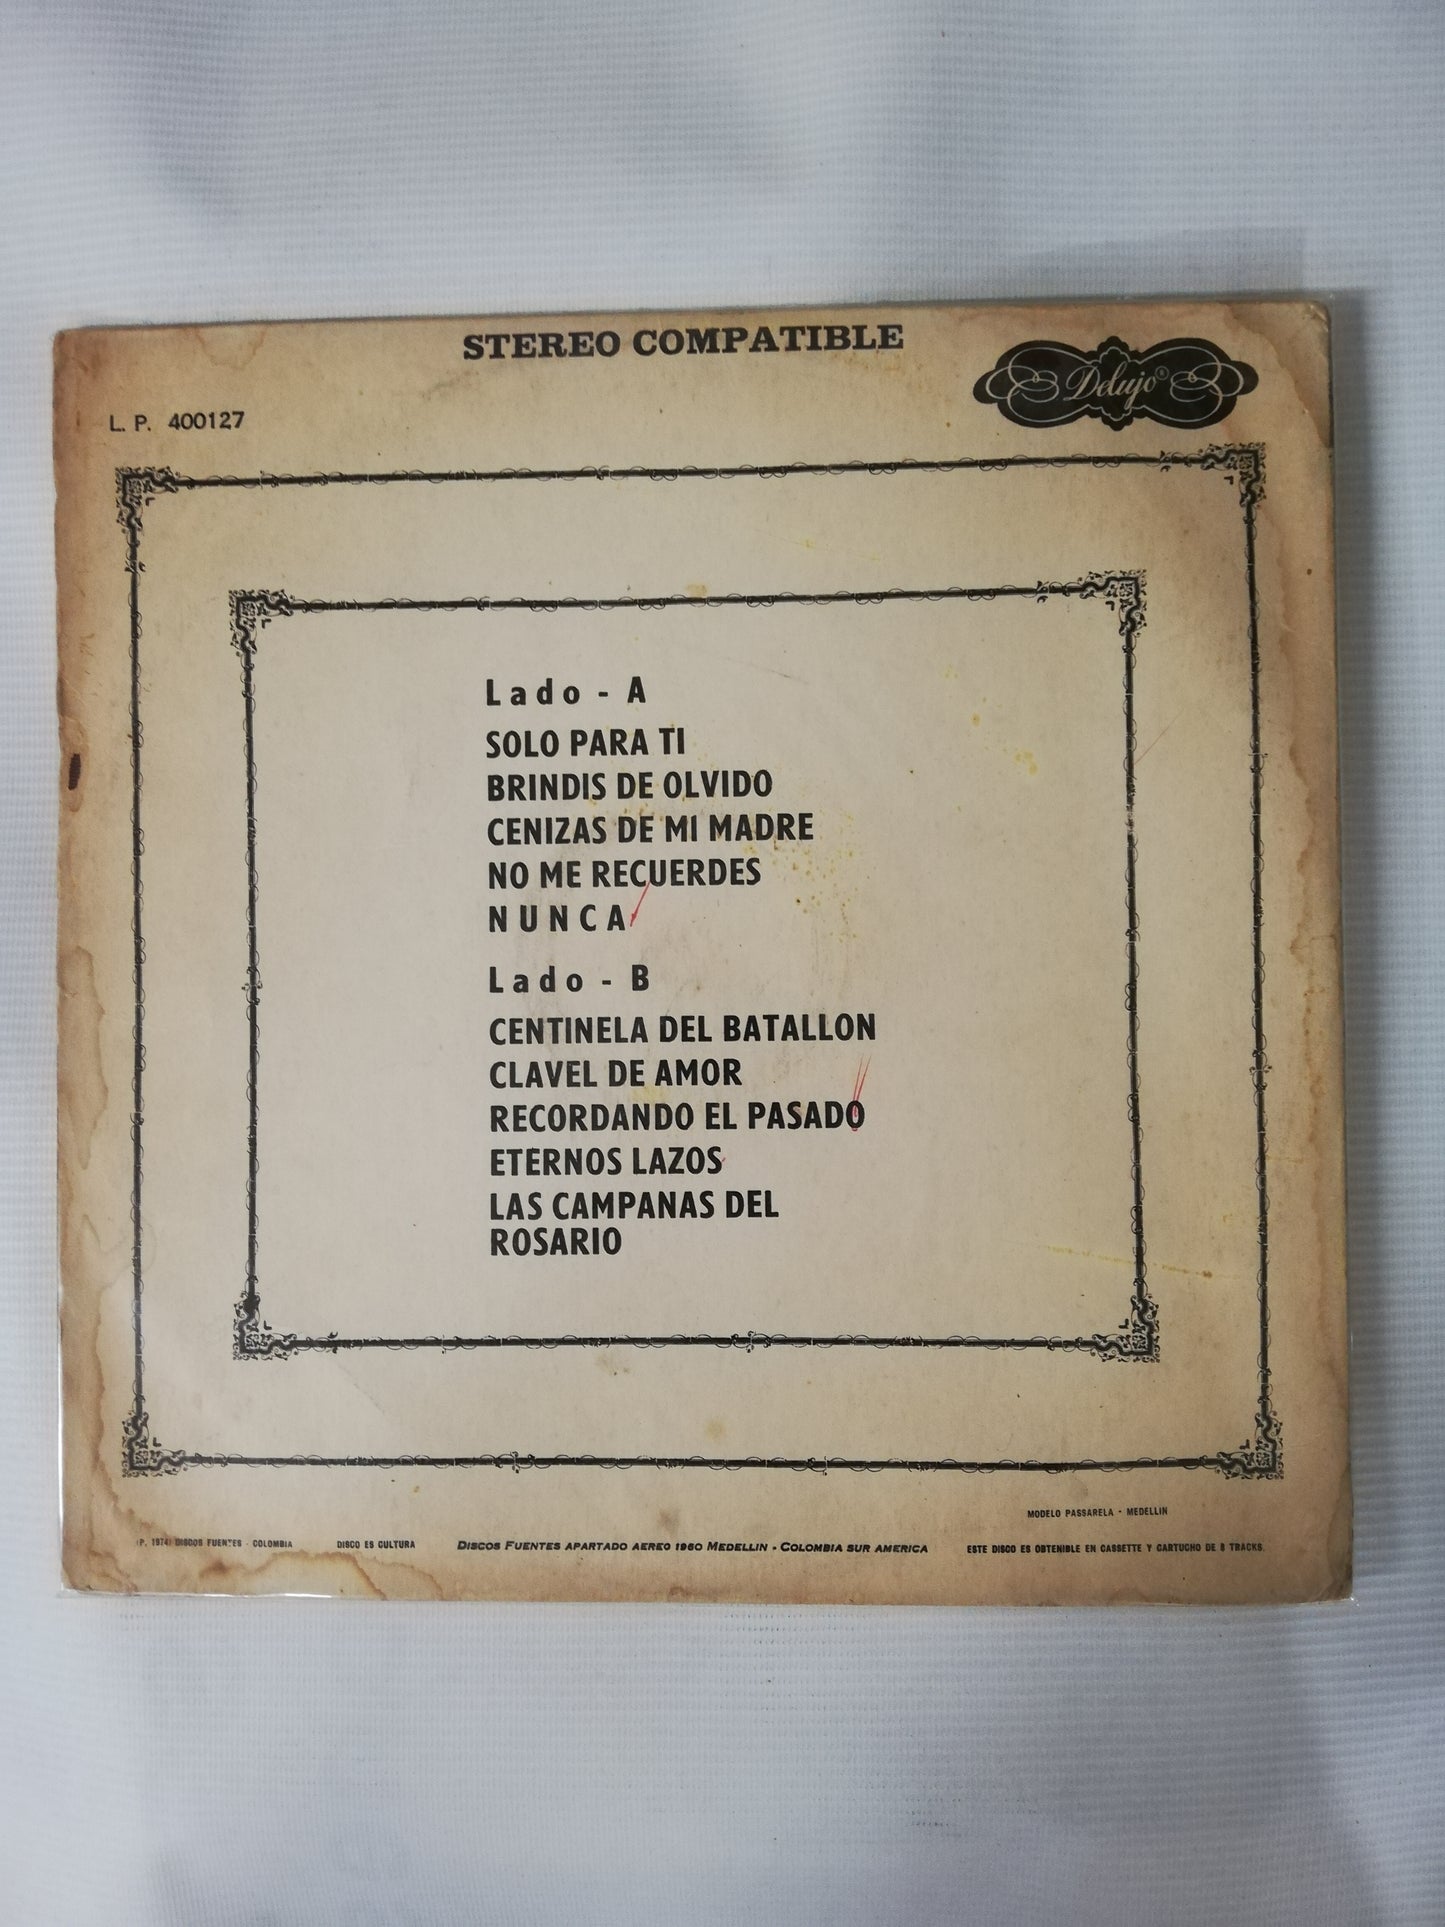 STEREO COMPATIBLE
Delujo®
L. P. 400127
Lado - A
SOLO PARA TI
BRINDIS DE OLVIDO
CENIZAS DE MI MADRE
NO ME RECUERDES
NUNCA
Lado - B
CENTINELA DEL BATALLON
CLAVEL DE AMOR
RECORDANDO EL PASADO
ETERNOS LAZOS
LAS CAMPANAS DEL
ROSARIO
MODELO PASSARELA - MEDELLIN
(P. 1974) DISCOS FUENTES - COLOMBIA DISCO ES CULTURA DISCOS FUENTES APARTADO AEREO 1960 MEDELLIN - COLOMBIA SUR AMERICA ESTE DISCO ES OBTENIBLE EN CASSETTE Y CARTUCHO DE 8 TRACKS.